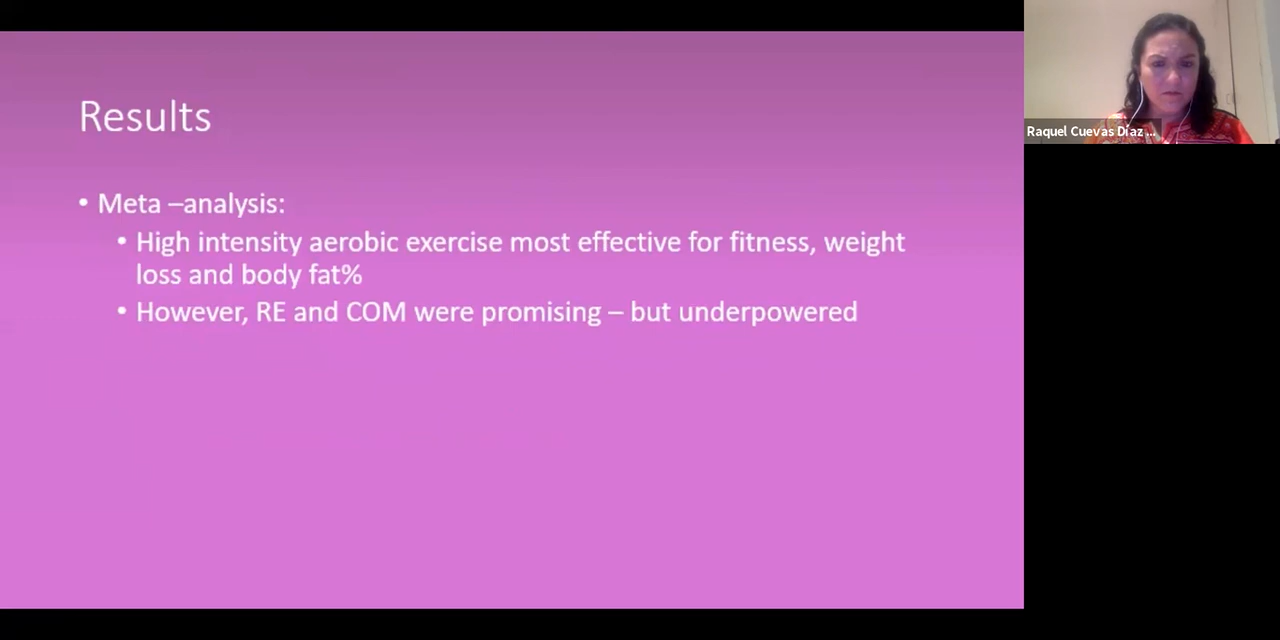 Results
• Meta –analysis:
• High intensity aerobic exercise most effective for fitness, weight
loss and body fat%
• However, RE and COM were promising – but underpowered
Raquel Cuevas Díaz ...